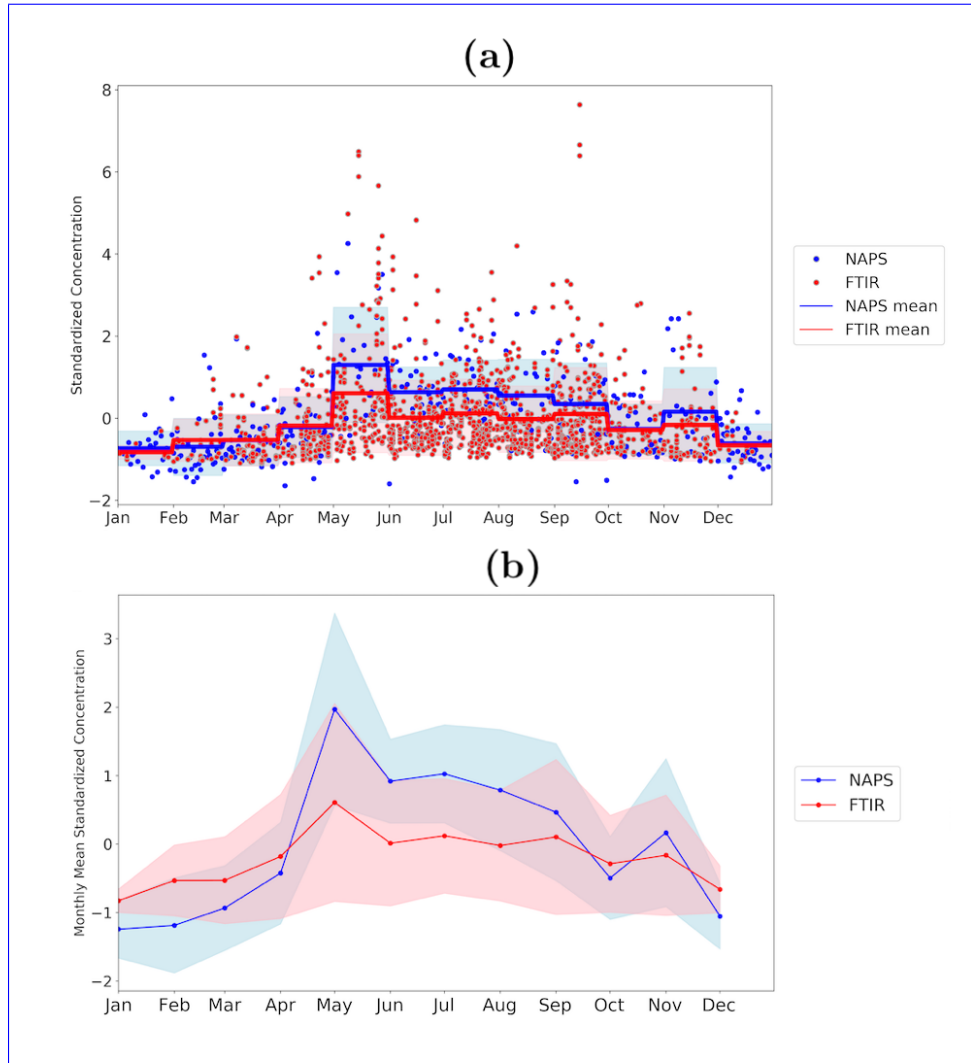 (a)
Standardized Concentration
8
6
4
2
0
−2
Jan Feb Mar Apr May Jun Jul Aug Sep Oct Nov Dec
NAPS
FTIR
NAPS mean
FTIR mean
(b)
Monthly Mean Standardized Concentration
3
2
1
0
−1
−2
Jan Feb Mar Apr May Jun Jul Aug Sep Oct Nov Dec
NAPS
FTIR